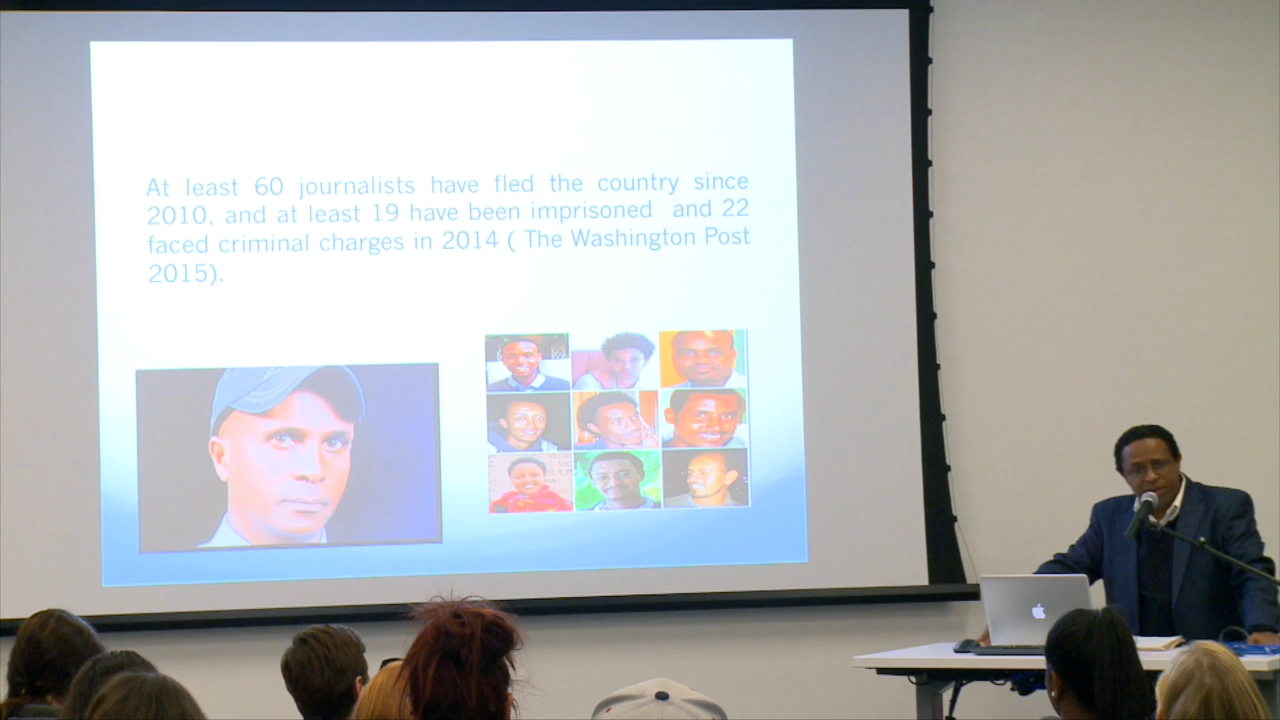 At least 60 journalists have fled the country since
2010, and at least 19 have been imprisoned and 22
faced criminal charges in 2014 ( The Washington Post
2015).